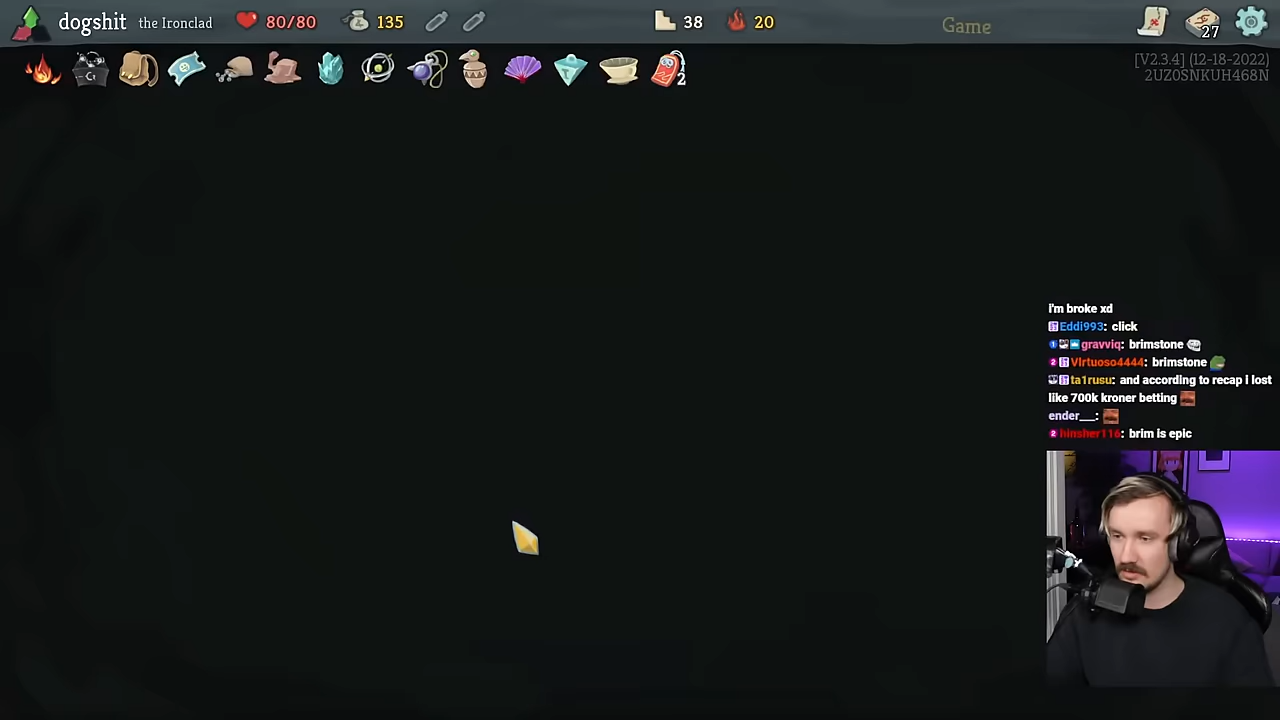 dogshit the Ironclad 80/80 135 38 20 Game 27
[V2.3.4] (12-18-2022)
2UZ0SNKUH468N
2
i'm broke xd
Eddi993: click
gravviq: brimstone
VIrtuoso4444: brimstone
ta1rusu: and according to recap I lost
like 700k kroner betting
ender__:
hinsher116: brim is epic